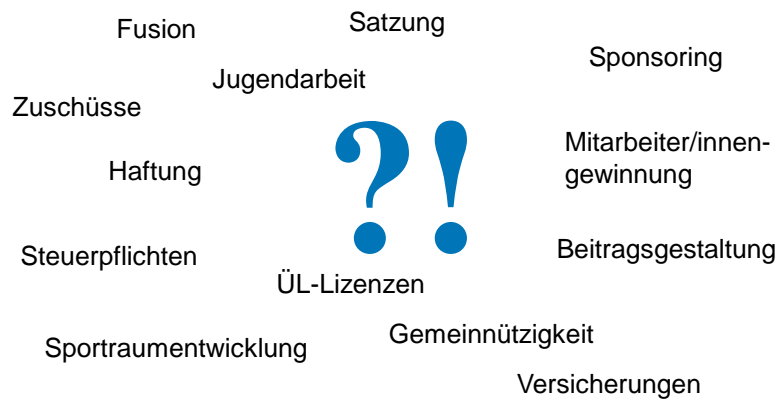 Fusion
Satzung
Sponsoring
Jugendarbeit
Zuschüsse
?!
Mitarbeiter/innen-
gewinnung
Haftung
Steuerpflichten
Beitragsgestaltung
ÜL-Lizenzen
Gemeinnützigkeit
Sportraumentwicklung
Versicherungen